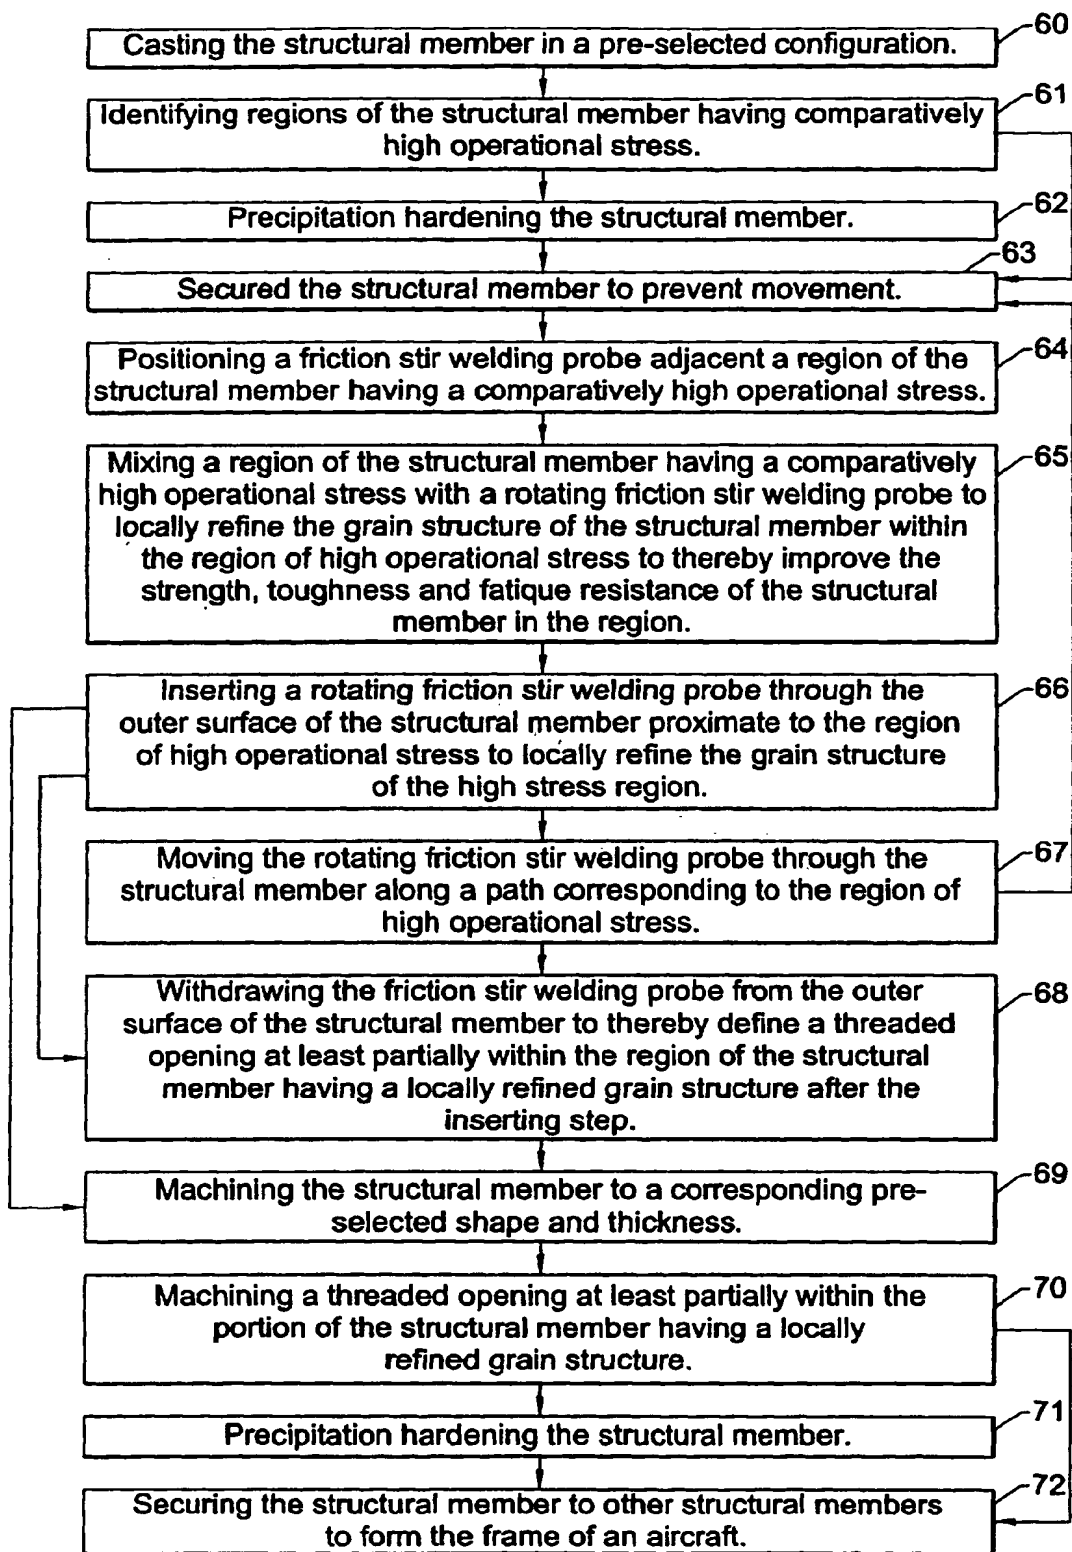 60
Casting the structural member in a pre-selected configuration.
61
Identifying regions of the structural member having comparatively
high operational stress.
62
Precipitation hardening the structural member.
63
Secured the structural member to prevent movement.
64
Positioning a friction stir welding probe adjacent a region of the
structural member having a comparatively high operational stress.
65
Mixing a region of the structural member having a comparatively
high operational stress with a rotating friction stir welding probe to
locally refine the grain structure of the structural member within
the region of high operational stress to thereby improve the
strength, toughness and fatique resistance of the structural
member in the region.
66
Inserting a rotating friction stir welding probe through the
outer surface of the structural member proximate to the region
of high operational stress to locally refine the grain structure
of the high stress region.
67
Moving the rotating friction stir welding probe through the
structural member along a path corresponding to the region of
high operational stress.
68
Withdrawing the friction stir welding probe from the outer
surface of the structural member to thereby define a threaded
opening at least partially within the region of the structural
member having a locally refined grain structure after the
inserting step.
69
Machining the structural member to a corresponding pre-
selected shape and thickness.
70
Machining a threaded opening at least partially within the
portion of the structural member having a locally
refined grain structure.
71
Precipitation hardening the structural member.
72
Securing the structural member to other structural members
to form the frame of an aircraft.